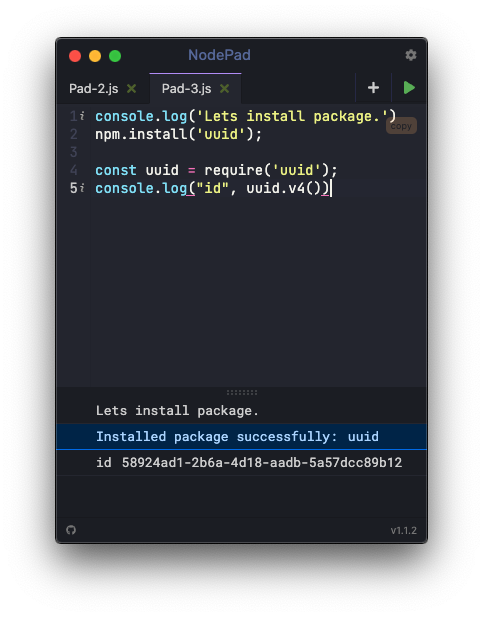 NodePad
Pad-2.js Pad-3.js
1 i console.log('Lets install package.')
copy
2 npm.install('uuid');
3
4 const uuid = require('uuid');
5 i console.log("id", uuid.v4())
Lets install package.
Installed package successfully: uuid
id 58924ad1-2b6a-4d18-aadb-5a57dcc89b12
v1.1.2